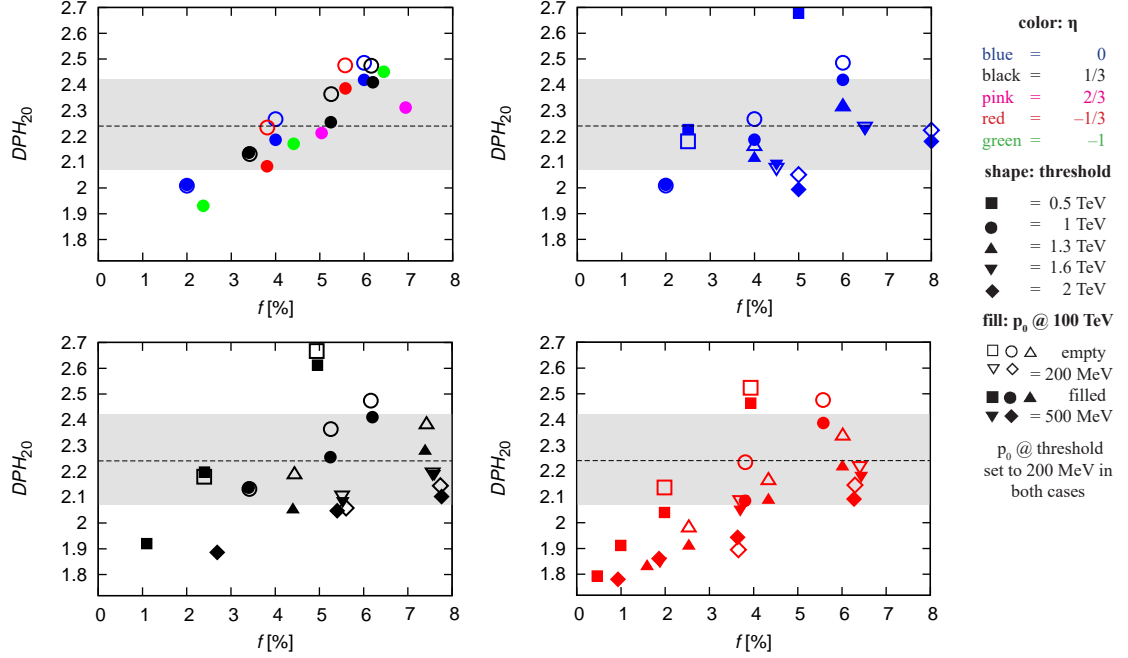 2.7
2.6
2.5
2.4
2.3
2.2
2.1
2
1.9
1.8
DPH20
0 1 2 3 4 5 6 7 8
f [%]
2.7
2.6
2.5
2.4
2.3
2.2
2.1
2
1.9
1.8
DPH20
0 1 2 3 4 5 6 7 8
f [%]
2.7
2.6
2.5
2.4
2.3
2.2
2.1
2
1.9
1.8
DPH20
0 1 2 3 4 5 6 7 8
f [%]
2.7
2.6
2.5
2.4
2.3
2.2
2.1
2
1.9
1.8
DPH20
0 1 2 3 4 5 6 7 8
f [%]
color: η
blue = 0
black = 1/3
pink = 2/3
red = –1/3
green = –1
shape: threshold
= 0.5 TeV
= 1 TeV
= 1.3 TeV
= 1.6 TeV
= 2 TeV
fill: p0 @ 100 TeV
empty
= 200 MeV
filled
= 500 MeV
p0 @ threshold
set to 200 MeV in
both cases